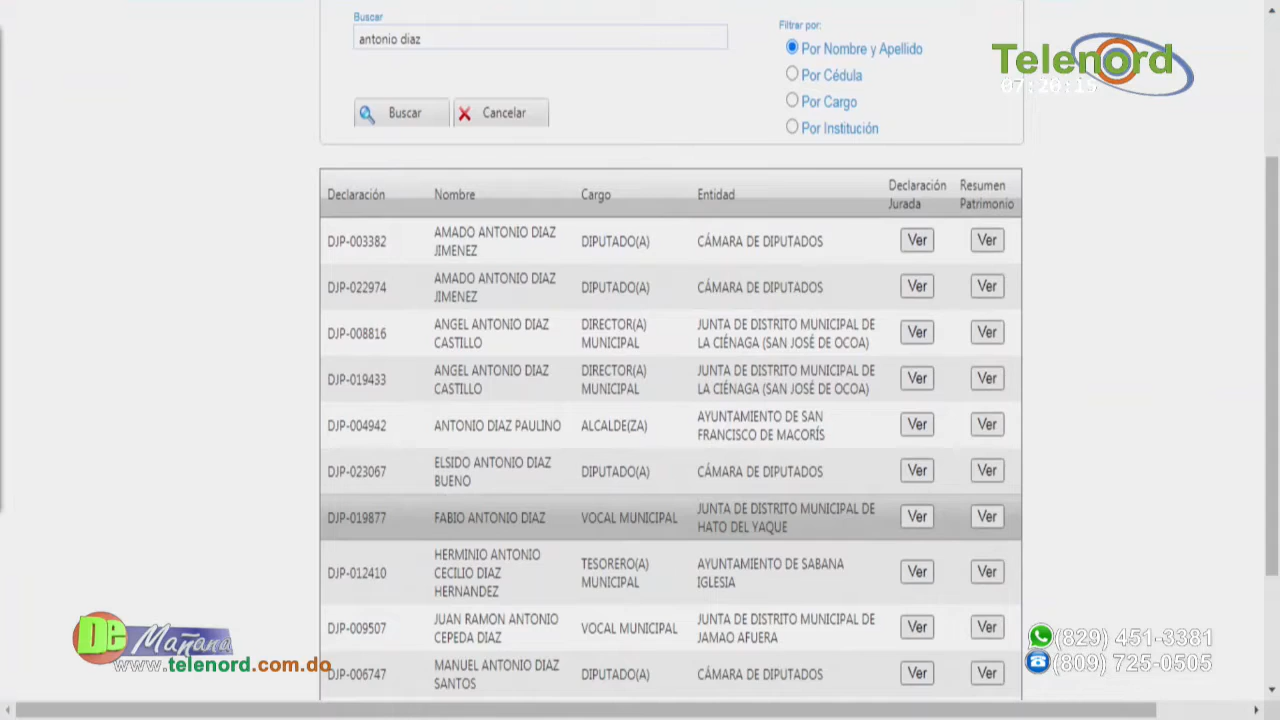 Buscar
antonio diaz
Buscar
Cancelar
Filtrar por:
Por Nombre y Apellido
Por Cédula
Por Cargo
Por Institución
Telenord
07:20:15
Declaración Nombre Cargo Entidad Declaración Jurada Resumen Patrimonio
DJP-003382 AMADO ANTONIO DIAZ JIMENEZ DIPUTADO(A) CÁMARA DE DIPUTADOS Ver Ver
DJP-022974 AMADO ANTONIO DIAZ JIMENEZ DIPUTADO(A) CÁMARA DE DIPUTADOS Ver Ver
DJP-008816 ANGEL ANTONIO DIAZ CASTILLO DIRECTOR(A) MUNICIPAL JUNTA DE DISTRITO MUNICIPAL DE LA CIÉNAGA (SAN JOSÉ DE OCOA) Ver Ver
DJP-019433 ANGEL ANTONIO DIAZ CASTILLO DIRECTOR(A) MUNICIPAL JUNTA DE DISTRITO MUNICIPAL DE LA CIÉNAGA (SAN JOSÉ DE OCOA) Ver Ver
DJP-004942 ANTONIO DIAZ PAULINO ALCALDE(ZA) AYUNTAMIENTO DE SAN FRANCISCO DE MACORÍS Ver Ver
DJP-023067 ELSIDO ANTONIO DIAZ BUENO DIPUTADO(A) CÁMARA DE DIPUTADOS Ver Ver
DJP-019877 FABIO ANTONIO DIAZ VOCAL MUNICIPAL JUNTA DE DISTRITO MUNICIPAL DE HATO DEL YAQUE Ver Ver
DJP-012410 HERMINIO ANTONIO CECILIO DIAZ HERNANDEZ TESORERO(A) MUNICIPAL AYUNTAMIENTO DE SABANA IGLESIA Ver Ver
DJP-009507 JUAN RAMON ANTONIO CEPEDA DIAZ VOCAL MUNICIPAL JUNTA DE DISTRITO MUNICIPAL DE JAMAO AFUERA Ver Ver
DJP-006747 MANUEL ANTONIO DIAZ SANTOS DIPUTADO(A) CÁMARA DE DIPUTADOS Ver Ver
De Mañana
www.telenord.com.do
(829) 451-3381
(809) 725-0505